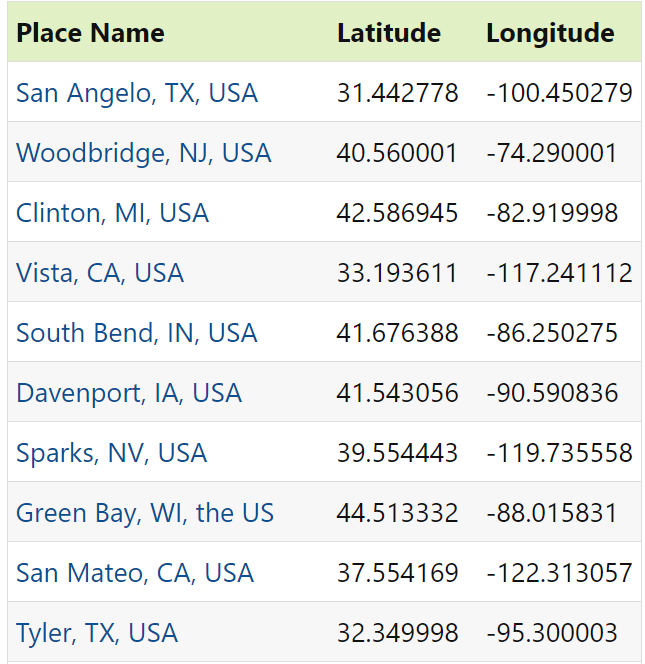 Place Name Latitude Longitude
San Angelo, TX, USA 31.442778 -100.450279
Woodbridge, NJ, USA 40.560001 -74.290001
Clinton, MI, USA 42.586945 -82.919998
Vista, CA, USA 33.193611 -117.241112
South Bend, IN, USA 41.676388 -86.250275
Davenport, IA, USA 41.543056 -90.590836
Sparks, NV, USA 39.554443 -119.735558
Green Bay, WI, the US 44.513332 -88.015831
San Mateo, CA, USA 37.554169 -122.313057
Tyler, TX, USA 32.349998 -95.300003